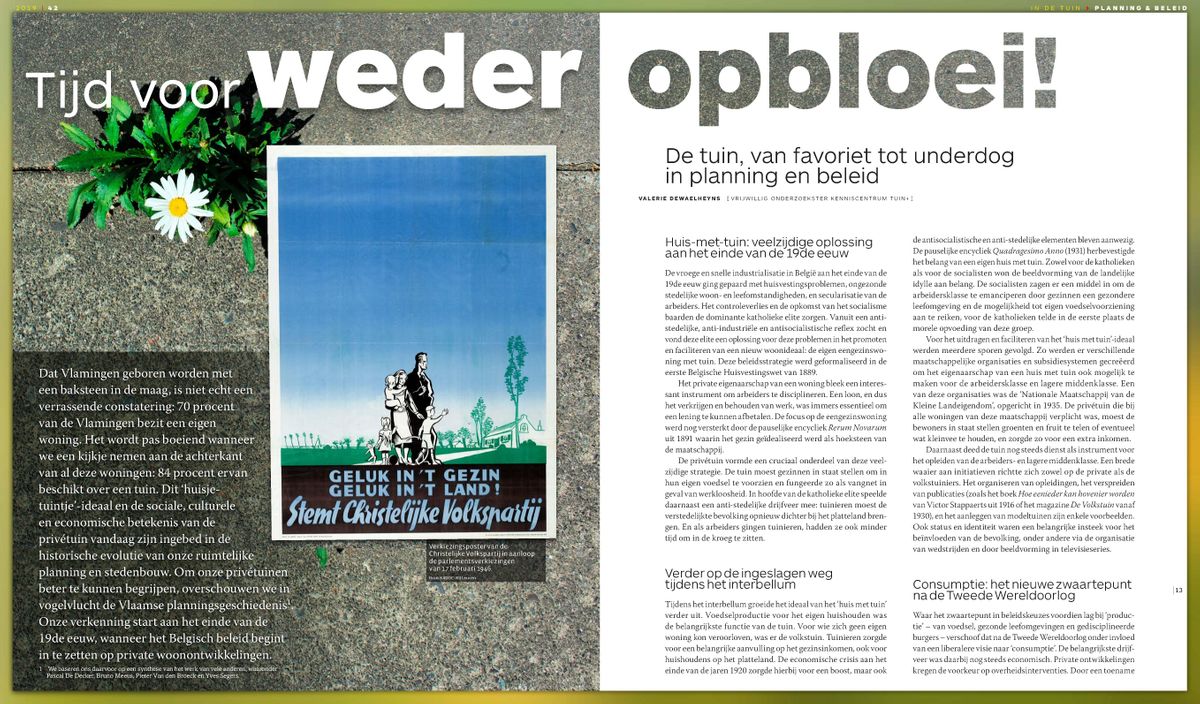 2019 | 42
IN DE TUIN • PLANNING & BELEID
Tijd voor wederopbloei!
De tuin, van favoriet tot underdog
in planning en beleid
VALERIE DEWAELHEYNS [ VRIJWILLIG ONDERZOEKSTER KENNISCENTRUM TUIN+ ]
Dat Vlamingen geboren worden met
een baksteen in de maag, is niet echt een
verrassende constatering: 70 procent
van de Vlamingen bezit een eigen
woning. Het wordt pas boeiend wanneer
we een kijkje nemen aan de achterkant
van al deze woningen: 84 procent ervan
beschikt over een tuin. Dit ‘huisje-
tuintje’-ideaal en de sociale, culturele
en economische betekenis van de
privétuin vandaag zijn ingebed in de
historische evolutie van onze ruimtelijke
planning en stedenbouw. Om onze privétuinen
beter te kunnen begrijpen, overschouwen we in
vogelvlucht de Vlaamse planningsgeschiedenis¹.
Onze verkenning start aan het einde van de
19de eeuw, wanneer het Belgisch beleid begint
in te zetten op private woonontwikkelingen.
1 We baseren ons daarvoor op een synthese van het werk van vele anderen, waaronder
Pascal De Decker, Bruno Meeus, Pieter Van den Broeck en Yves Segers.
GELUK IN 'T GEZIN
GELUK IN 'T LAND!
Stemt Christelijke Volkspartij
Verkiezingsposter van de
Christelijke Volkspartij in aanloop
de parlementsverkiezingen
van 17 februari 1946.
Huis-met-tuin: veelzijdige oplossing
aan het einde van de 19de eeuw
De vroege en snelle industrialisatie in België aan het einde van de
19de eeuw ging gepaard met huisvestingsproblemen, ongezonde
stedelijke woon- en leefomstandigheden, en secularisatie van de
arbeiders. Het controleverlies en de opkomst van het socialisme
baarden de dominante katholieke elite zorgen. Vanuit een anti-
stedelijke, anti-industriële en antisocialistische reflex zocht en
vond deze elite een oplossing voor deze problemen in het promoten
en faciliteren van een nieuw woonideaal: de eigen eengezinswo-
ning met tuin. Deze beleidsstrategie werd geformaliseerd in de
eerste Belgische Huisvestingswet van 1889.
Het private eigenaarschap van een woning bleek een interes-
sant instrument om arbeiders te disciplineren. Een loon, en dus
het verkrijgen en behouden van werk, was immers essentieel om
een lening te kunnen afbetalen. De focus op de eengezinswoning
werd nog versterkt door de pauselijke encycliek Rerum Novarum
uit 1891 waarin het gezin geïdealiseerd werd als hoeksteen van
de maatschappij.
De privétuin vormde een cruciaal onderdeel van deze veel-
zijdige strategie. De tuin moest gezinnen in staat stellen om in
hun eigen voedsel te voorzien en fungeerde zo als vangnet in
geval van werkloosheid. In hoofde van de katholieke elite speelde
daarnaast een anti-stedelijke drijfveer mee: tuinieren moest de
verstedelijkte bevolking opnieuw dichter bij het platteland bren-
gen. En als arbeiders gingen tuinieren, hadden ze ook minder
tijd om in de kroeg te zitten.
Verder op de ingeslagen weg
tijdens het interbellum
Tijdens het interbellum groeide het ideaal van het ‘huis met tuin’
verder uit. Voedselproductie voor het eigen huishouden was
de belangrijkste functie van de tuin. Voor wie zich geen eigen
woning kon veroorloven, was er de volkstuin. Tuinieren zorgde
voor een belangrijke aanvulling op het gezinsinkomen, ook voor
huishoudens op het platteland. De economische crisis aan het
einde van de jaren 1920 zorgde hierbij voor een boost, maar ook
de antisocialistische en anti-stedelijke elementen bleven aanwezig.
De pauselijke encycliek Quadragesimo Anno (1931) herbevestigde
het belang van een eigen huis met tuin. Zowel voor de katholieken
als voor de socialisten won de beeldvorming van de landelijke
idylle aan belang. De socialisten zagen er een middel in om de
arbeidersklasse te emanciperen door gezinnen een gezondere
leefomgeving en de mogelijkheid tot eigen voedselvoorziening
aan te reiken, voor de katholieken telde in de eerste plaats de
morele opvoeding van deze groep.
Voor het uitdragen en faciliteren van het ‘huis met tuin’-ideaal
werden meerdere sporen gevolgd. Zo werden er verschillende
maatschappelijke organisaties en subsidiesystemen gecreëerd
om het eigenaarschap van een huis met tuin ook mogelijk te
maken voor de arbeidersklasse en lagere middenklasse. Een
van deze organisaties was de ‘Nationale Maatschappij van de
Kleine Landeigendom’, opgericht in 1935. De privétuin die bij
alle woningen van deze maatschappij verplicht was, moest de
bewoners in staat stellen groenten en fruit te telen of eventueel
wat kleinvee te houden, en zorgde zo voor een extra inkomen.
Daarnaast deed de tuin nog steeds dienst als instrument voor
het opleiden van de arbeiders- en lagere middenklasse. Een brede
waaier aan initiatieven richtte zich zowel op de private als de
volkstuiniers. Het organiseren van opleidingen, het verspreiden
van publicaties (zoals het boek Hoe eenieder kan hovenier worden
van Victor Stappaerts uit 1916 of het magazine De Volkstuin vanaf
1930), en het aanleggen van modeltuinen zijn enkele voorbeelden.
Ook status en identiteit waren een belangrijke insteek voor het
beïnvloeden van de bevolking, onder andere via de organisatie
van wedstrijden en door beeldvorming in televisieseries.
Consumptie: het nieuwe zwaartepunt
na de Tweede Wereldoorlog
Waar het zwaartepunt in beleidskeuzes voordien lag bij ‘produc-
tie’ – van voedsel, gezonde leefomgevingen en gedisciplineerde
burgers – verschoof dat na de Tweede Wereldoorlog onder invloed
van een liberalere visie naar ‘consumptie’. De belangrijkste drijf-
veer was daarbij nog steeds economisch. Private ontwikkelingen
kregen de voorkeur op overheidsinterventies. Door een toename
|13